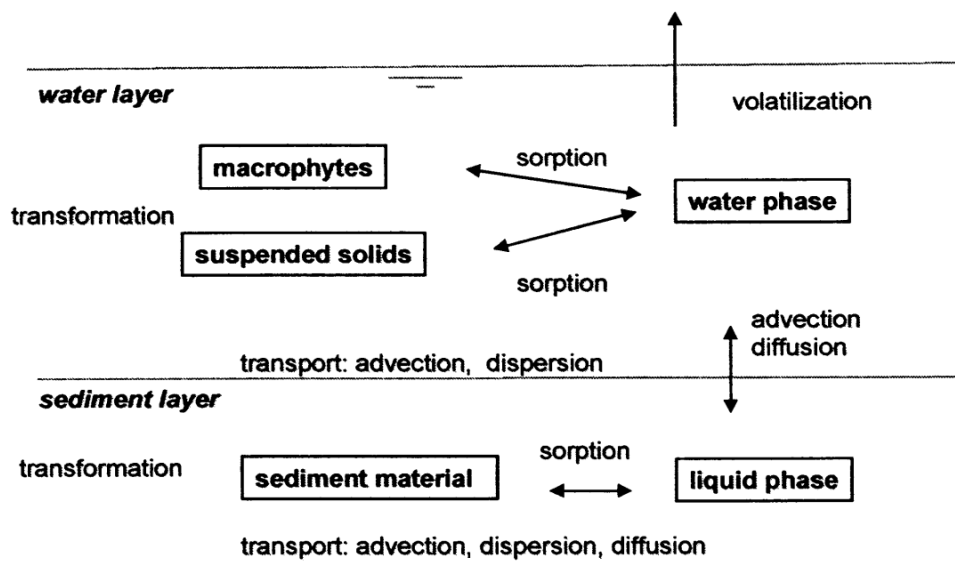 water layer
volatilization
macrophytes
sorption
transformation
water phase
suspended solids
sorption
advection
diffusion
transport: advection, dispersion
sediment layer
transformation
sediment material
sorption
liquid phase
transport: advection, dispersion, diffusion